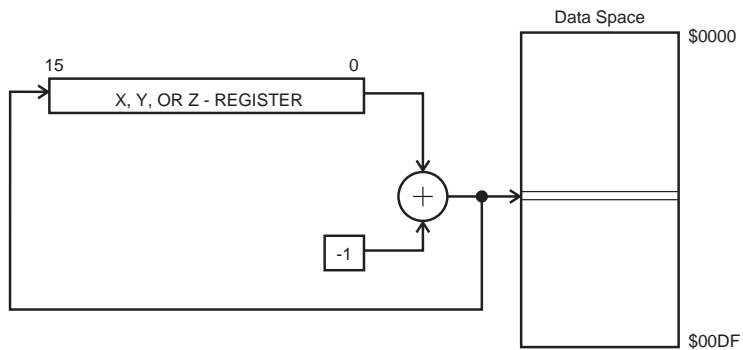 Data Space
$0000
15 0
X, Y, OR Z - REGISTER
+
-1
$00DF